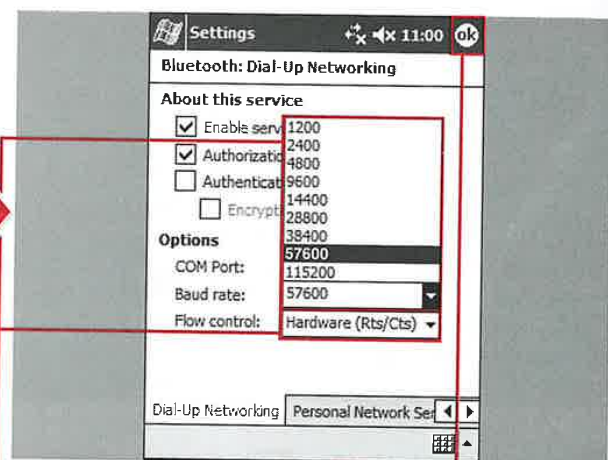 Settings 11:00 ok
Bluetooth: Dial-Up Networking
About this service
Enable serv
Authorizatio
Authenticat
Encrypt
1200
2400
4800
9600
14400
28800
38400
57600
115200
Options
COM Port:
Baud rate: 57600
Flow control: Hardware (Rts/Cts)
Dial-Up Networking Personal Network Ser